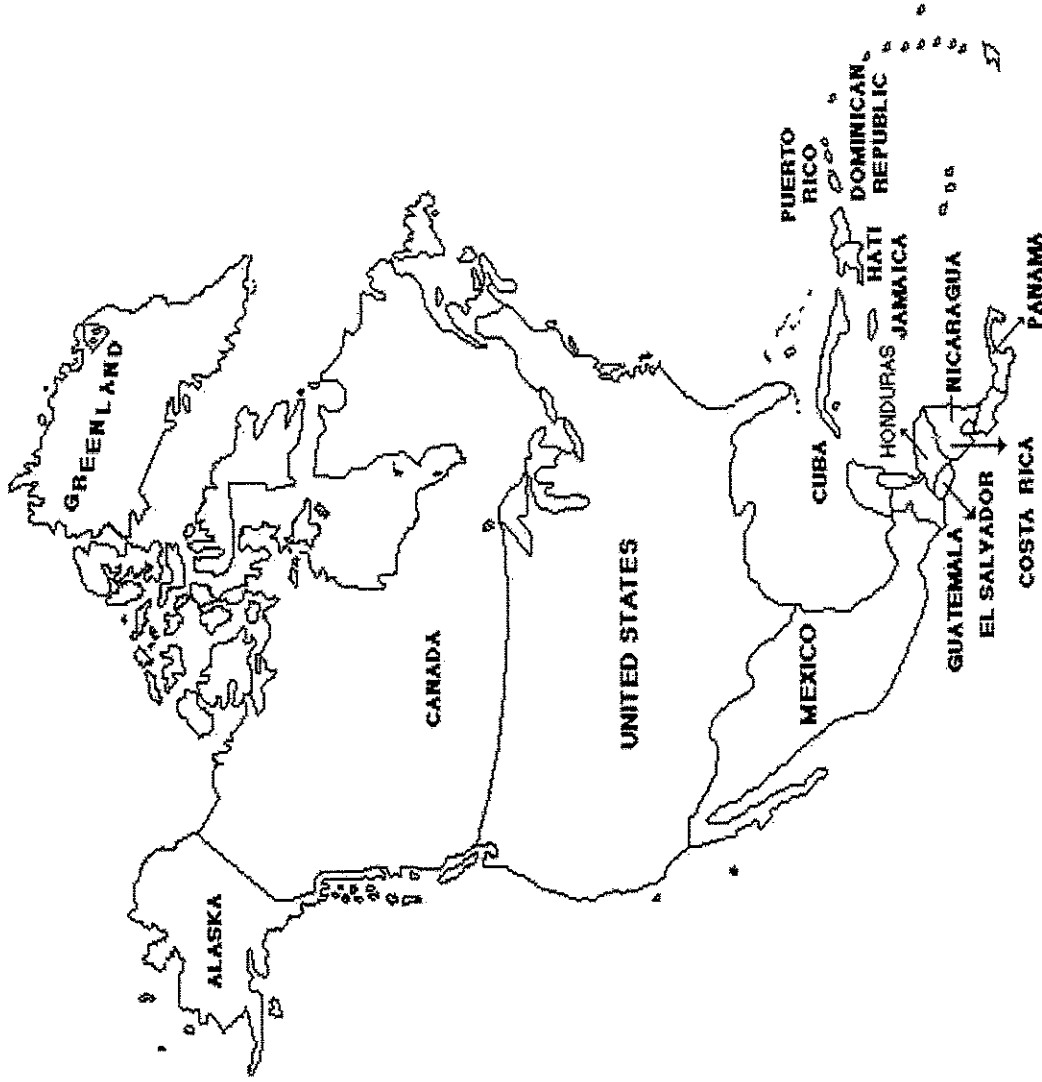 GREENLAND
ALASKA
CANADA
UNITED STATES
MEXICO
CUBA
PUERTO
RICO
DOMINICAN
REPUBLIC
HATI
JAMAICA
HONDURAS
NICARAGUA
GUATEMALA
EL SALVADOR
COSTA RICA
PANAMA